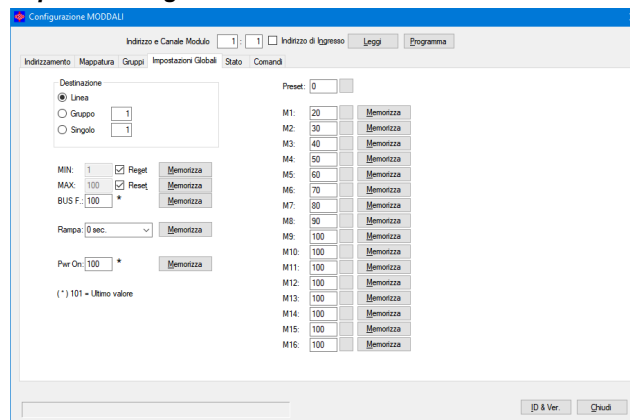 Configurazione MODDALI
Indirizzo e Canale Modulo 1 : 1 Indirizzo di Ingresso Leggi Programma
Indirizzamento Mappatura Gruppi Impostazioni Globali Stato Comandi
Destinazione
Linea
Gruppo 1
Singolo 1
MIN: 1 Reset Memorizza
MAX: 100 Reset Memorizza
BUS F.: 100 * Memorizza
Rampa: 0 sec. Memorizza
Pwr On: 100 * Memorizza
( * ) 101 = Ultimo valore
Preset: 0
M1: 20 Memorizza
M2: 30 Memorizza
M3: 40 Memorizza
M4: 50 Memorizza
M5: 60 Memorizza
M6: 70 Memorizza
M7: 80 Memorizza
M8: 90 Memorizza
M9: 100 Memorizza
M10: 100 Memorizza
M11: 100 Memorizza
M12: 100 Memorizza
M13: 100 Memorizza
M14: 100 Memorizza
M15: 100 Memorizza
M16: 100 Memorizza
ID & Ver. Chiudi